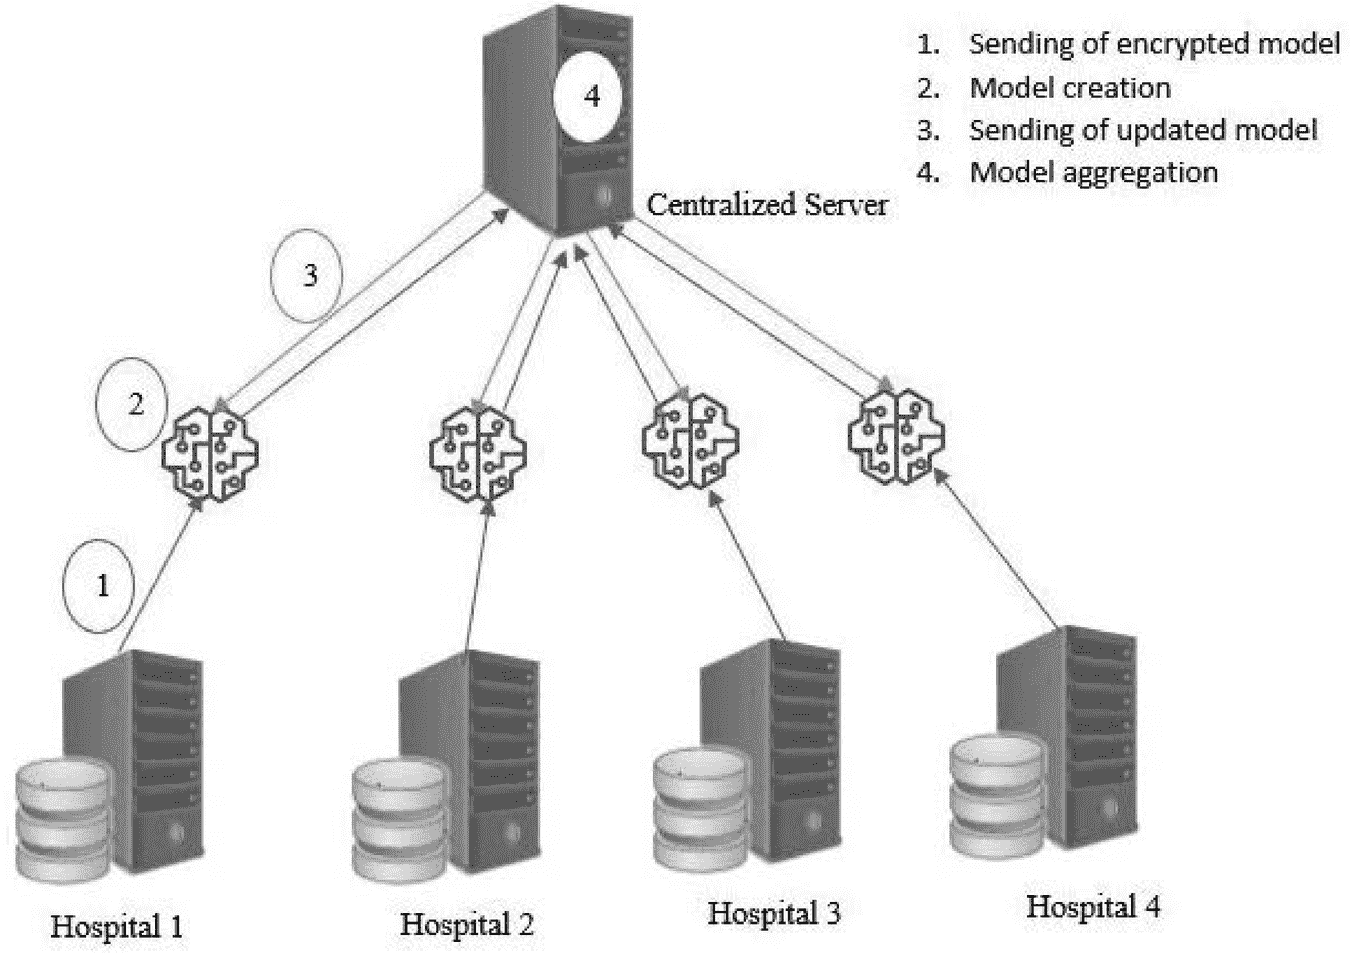 1. Sending of encrypted model
2. Model creation
3. Sending of updated model
4. Model aggregation
4
Centralized Server
3
2
1
Hospital 1
Hospital 2
Hospital 3
Hospital 4